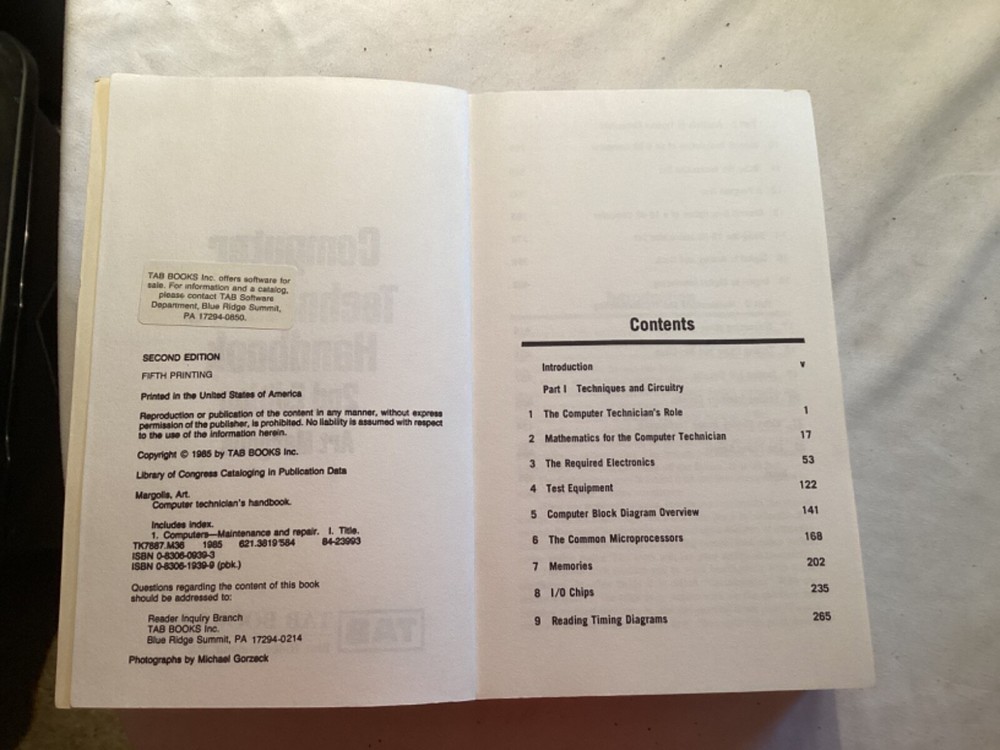 TAB BOOKS Inc. offers software for
sale. For information and a catalog,
please contact TAB Software
Department, Blue Ridge Summit,
PA 17294-0850.
SECOND EDITION
FIFTH PRINTING
Printed in the United States of America
Reproduction or publication of the content in any manner, without express
permission of the publisher, is prohibited. No liability is assumed with respect
to the use of the information herein.
Copyright © 1985 by TAB BOOKS Inc.
Library of Congress Cataloging in Publication Data
Margolis, Art.
Computer technician's handbook.
Includes index.
1. Computers—Maintenance and repair. I. Title.
TK7887.M36 1985 621.3819'584 84-23993
ISBN 0-8306-0939-3
ISBN 0-8306-1939-9 (pbk.)
Questions regarding the content of this book
should be addressed to:
Reader Inquiry Branch
TAB BOOKS Inc.
Blue Ridge Summit, PA 17294-0214
Photographs by Michael Gorzeck
Contents
Introduction v
Part I Techniques and Circuitry
1 The Computer Technician's Role 1
2 Mathematics for the Computer Technician 17
3 The Required Electronics 53
4 Test Equipment 122
5 Computer Block Diagram Overview 141
6 The Common Microprocessors 168
7 Memories 202
8 I/O Chips 235
9 Reading Timing Diagrams 265